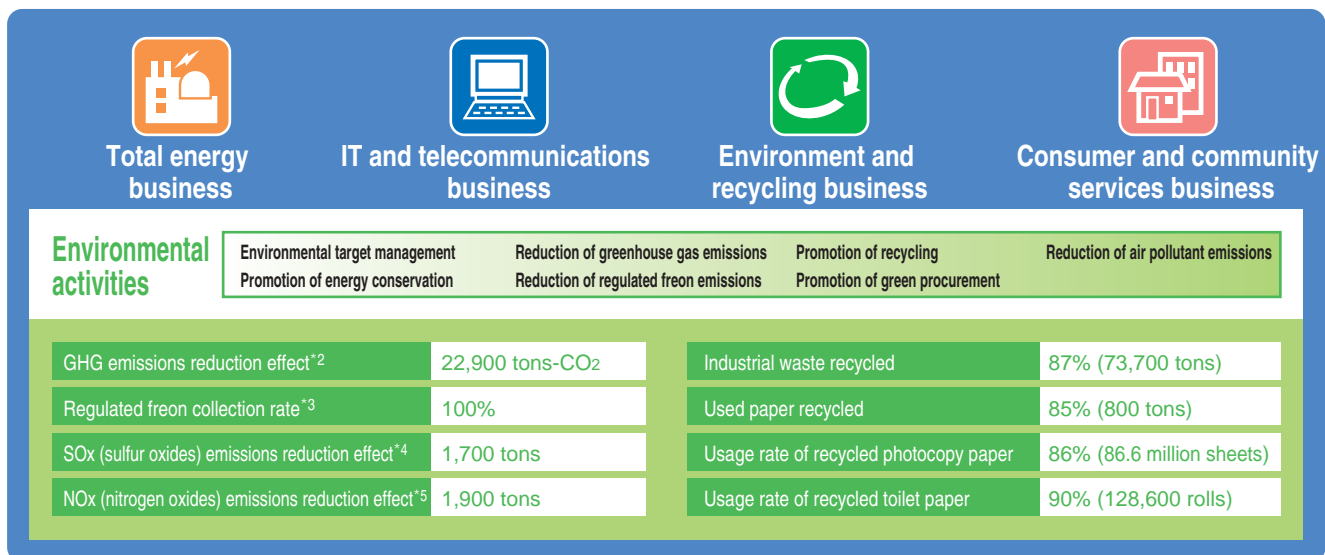 Total energy
business
IT and telecommunications
business
Environment and
recycling business
Consumer and community
services business
Environmental
activities
Environmental target management
Promotion of energy conservation
Reduction of greenhouse gas emissions
Reduction of regulated freon emissions
Promotion of recycling
Promotion of green procurement
Reduction of air pollutant emissions
GHG emissions reduction effect*2 22,900 tons-CO2
Regulated freon collection rate*3 100%
SOx (sulfur oxides) emissions reduction effect*4 1,700 tons
NOx (nitrogen oxides) emissions reduction effect*5 1,900 tons
Industrial waste recycled 87% (73,700 tons)
Used paper recycled 85% (800 tons)
Usage rate of recycled photocopy paper 86% (86.6 million sheets)
Usage rate of recycled toilet paper 90% (128,600 rolls)